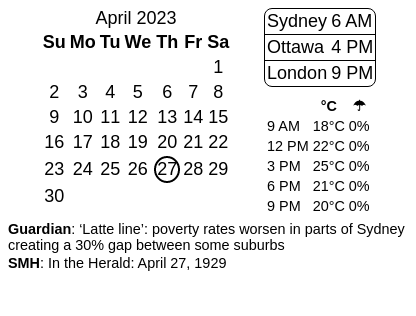 April 2023
Su Mo Tu We Th Fr Sa
1
2 3 4 5 6 7 8
9 10 11 12 13 14 15
16 17 18 19 20 21 22
23 24 25 26 27 28 29
30
Sydney 6 AM
Ottawa 4 PM
London 9 PM
°C ☂
9 AM 18°C 0%
12 PM 22°C 0%
3 PM 25°C 0%
6 PM 21°C 0%
9 PM 20°C 0%
Guardian: ‘Latte line’: poverty rates worsen in parts of Sydney
creating a 30% gap between some suburbs
SMH: In the Herald: April 27, 1929